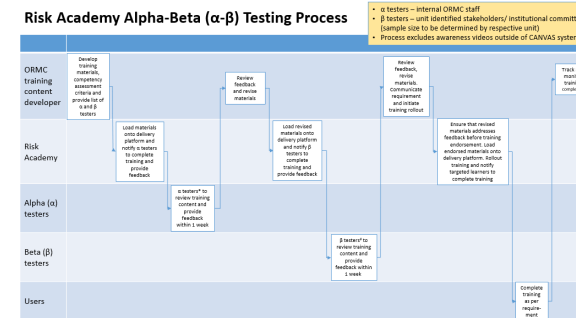 Risk Academy Alpha-Beta (α-β) Testing Process
• α testers – internal ORMC staff
• β testers – unit identified stakeholders/ institutional
(sample size to be determined by respective unit)
• Process excludes awareness videos outside of CANVAS
ORMC
training
content
developer
Develop
training
materials,
competency
assessment
criteria and
provide list of
α and β
testers
Review
feedback
and revise
materials
Review
feedback,
revise
materials.
Communicate
requirement
and initiate
training rollout
Track
Risk
Academy
Load materials
onto delivery
platform and
notify α testers
to complete
training and
provide
feedback
Load revised
materials onto
delivery platform
and notify β
testers to
complete
training and
provide feedback
Ensure that revised
materials addresses
feedback before training
endorsement. Load
endorsed materials onto
delivery platform. Rollout
training and notify
targeted learners to
complete training
Alpha (α)
testers
α testers* to
review training
content and
provide
feedback
within 1 week
Beta (β)
testers
β testers* to
review training
content and
provide
feedback within
1 week
Users
Complete
training
as per
require-
ment